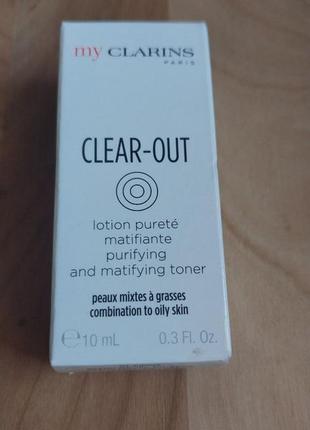 my CLARINS
PARIS
CLEAR-OUT
lotion pureté
matifiante
purifying
and matifying toner
peaux mixtes à grasses
combination to oily skin
℮10 mL 0.3 Fl. Oz.